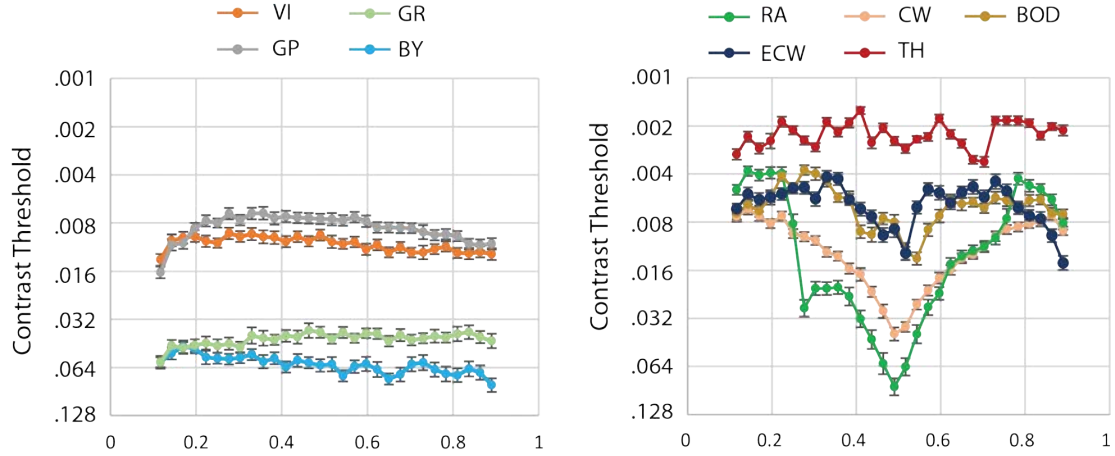 VI GR
GP BY
.001
.002
.004
.008
.016
.032
.064
.128
Contrast Threshold
0 0.2 0.4 0.6 0.8 1
RA CW BOD
ECW TH
.001
.002
.004
.008
.016
.032
.064
.128
Contrast Threshold
0 0.2 0.4 0.6 0.8 1